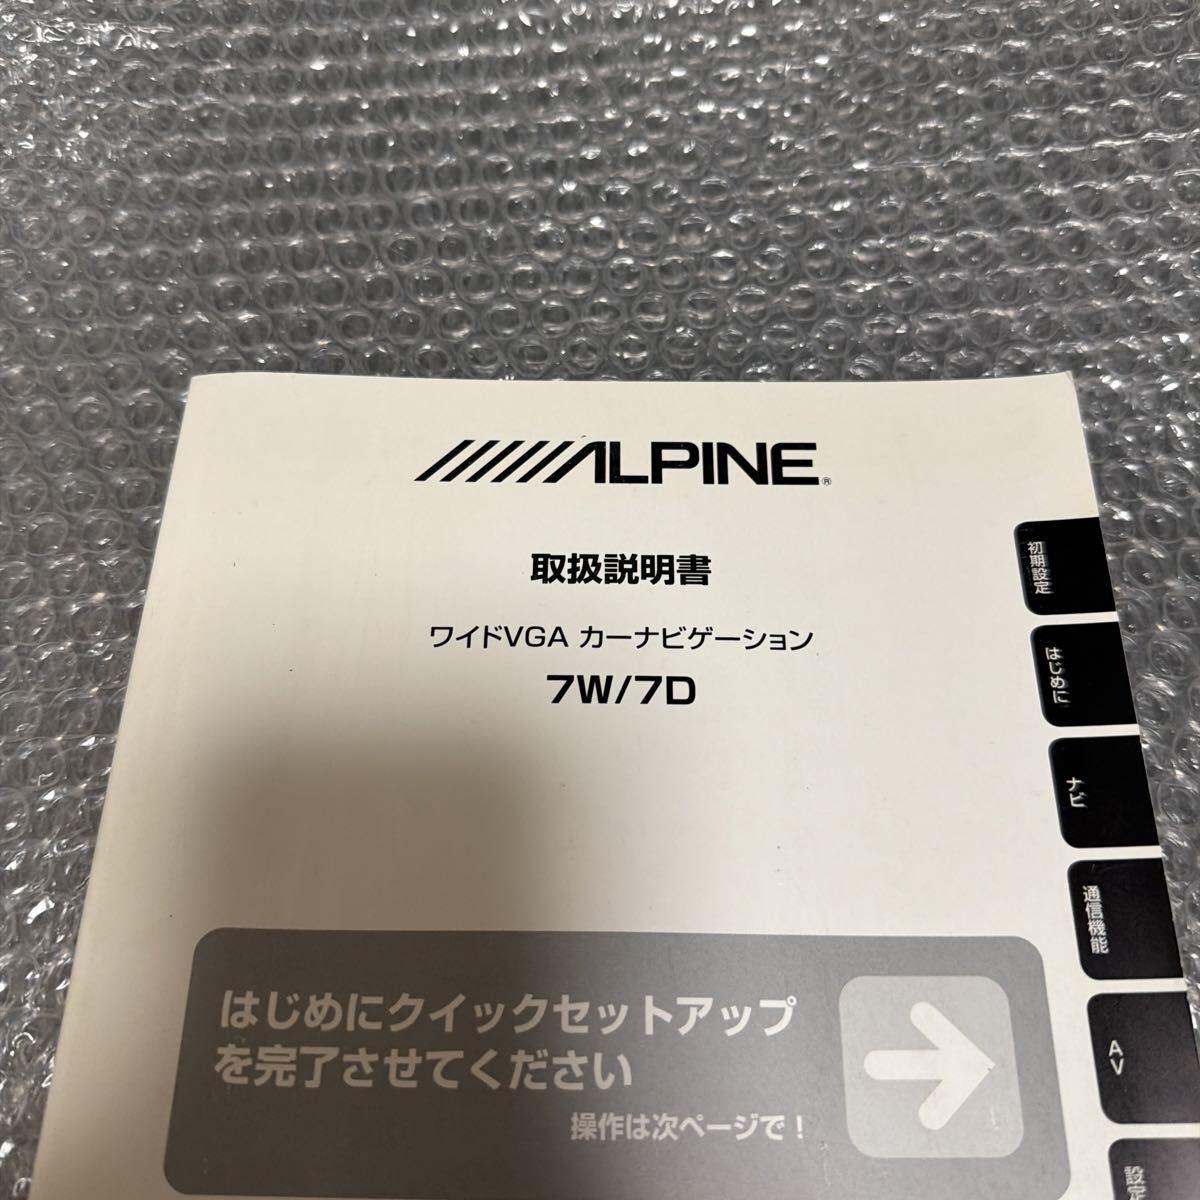 ALPINE®
取扱説明書
ワイドVGA カーナビゲーション
7W/7D
初期設定
はじめに
ナビ
通信機能
AV
設定
はじめにクイックセットアップ
を完了させてください
操作は次ページで！